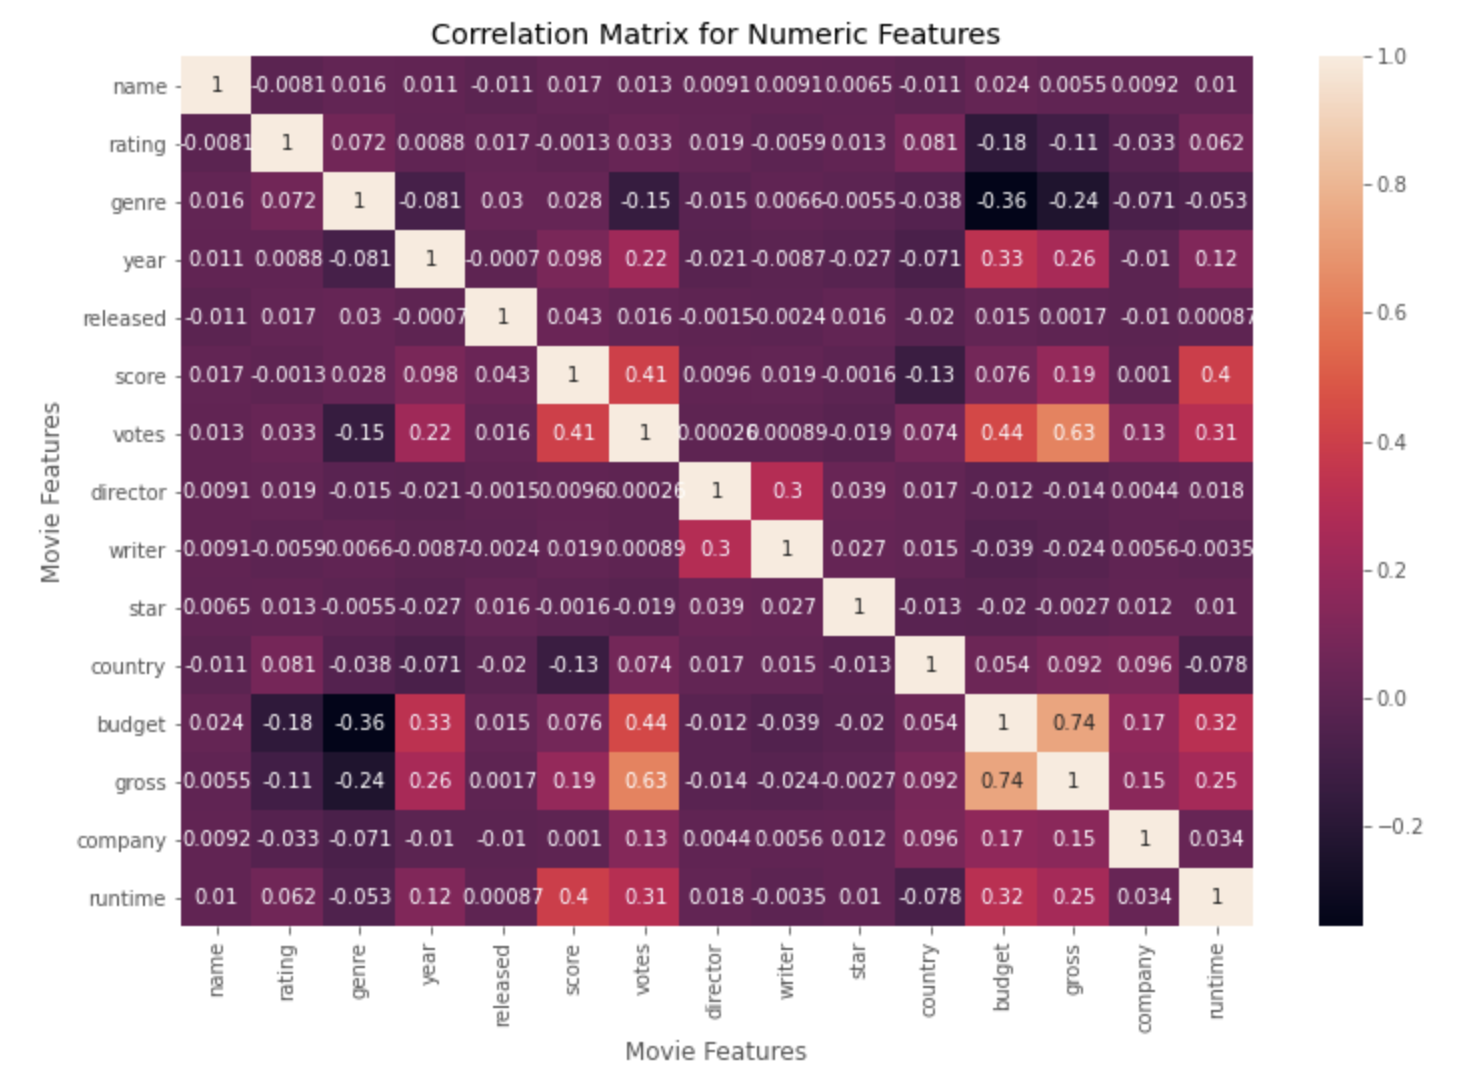 Correlation Matrix for Numeric Features
name 1 -0.0081 0.016 0.011 -0.011 0.017 0.013 0.0091 0.0091 0.0065 -0.011 0.024 0.0055 0.0092 0.01
rating -0.0081 1 0.072 0.0088 0.017 -0.0013 0.033 0.019 -0.0059 0.013 0.081 -0.18 -0.11 -0.033 0.062
genre 0.016 0.072 1 -0.081 0.03 0.028 -0.15 -0.015 0.0066 -0.0055 -0.038 -0.36 -0.24 -0.071 -0.053
year 0.011 0.0088 -0.081 1 -0.0007 0.098 0.22 -0.021 -0.0087 -0.027 -0.071 0.33 0.26 -0.01 0.12
released -0.011 0.017 0.03 -0.0007 1 0.043 0.016 -0.0015 -0.0024 0.016 -0.02 0.015 0.0017 -0.01 0.00087
score 0.017 -0.0013 0.028 0.098 0.043 1 0.41 0.0096 0.019 -0.0016 -0.13 0.076 0.19 0.001 0.4
votes 0.013 0.033 -0.15 0.22 0.016 0.41 1 0.00026 0.00089 -0.019 0.074 0.44 0.63 0.13 0.31
director 0.0091 0.019 -0.015 -0.021 -0.0015 0.0096 0.00026 1 0.3 0.039 0.017 -0.012 -0.014 0.0044 0.018
writer 0.0091 -0.0059 0.0066 -0.0087 -0.0024 0.019 0.00089 0.3 1 0.027 0.015 -0.039 -0.024 0.0056 -0.0035
star 0.0065 0.013 -0.0055 -0.027 0.016 -0.0016 -0.019 0.039 0.027 1 -0.013 -0.02 -0.0027 0.012 0.01
country -0.011 0.081 -0.038 -0.071 -0.02 -0.13 0.074 0.017 0.015 -0.013 1 0.054 0.092 0.096 -0.078
budget 0.024 -0.18 -0.36 0.33 0.015 0.076 0.44 -0.012 -0.039 -0.02 0.054 1 0.74 0.17 0.32
gross 0.0055 -0.11 -0.24 0.26 0.0017 0.19 0.63 -0.014 -0.024 -0.0027 0.092 0.74 1 0.15 0.25
company 0.0092 -0.033 -0.071 -0.01 -0.01 0.001 0.13 0.0044 0.0056 0.012 0.096 0.17 0.15 1 0.034
runtime 0.01 0.062 -0.053 0.12 0.00087 0.4 0.31 0.018 -0.0035 0.01 -0.078 0.32 0.25 0.034 1
name rating genre year released score votes director writer star country budget gross company runtime
Movie Features
Movie Features
1.0
0.8
0.6
0.4
0.2
0.0
−0.2